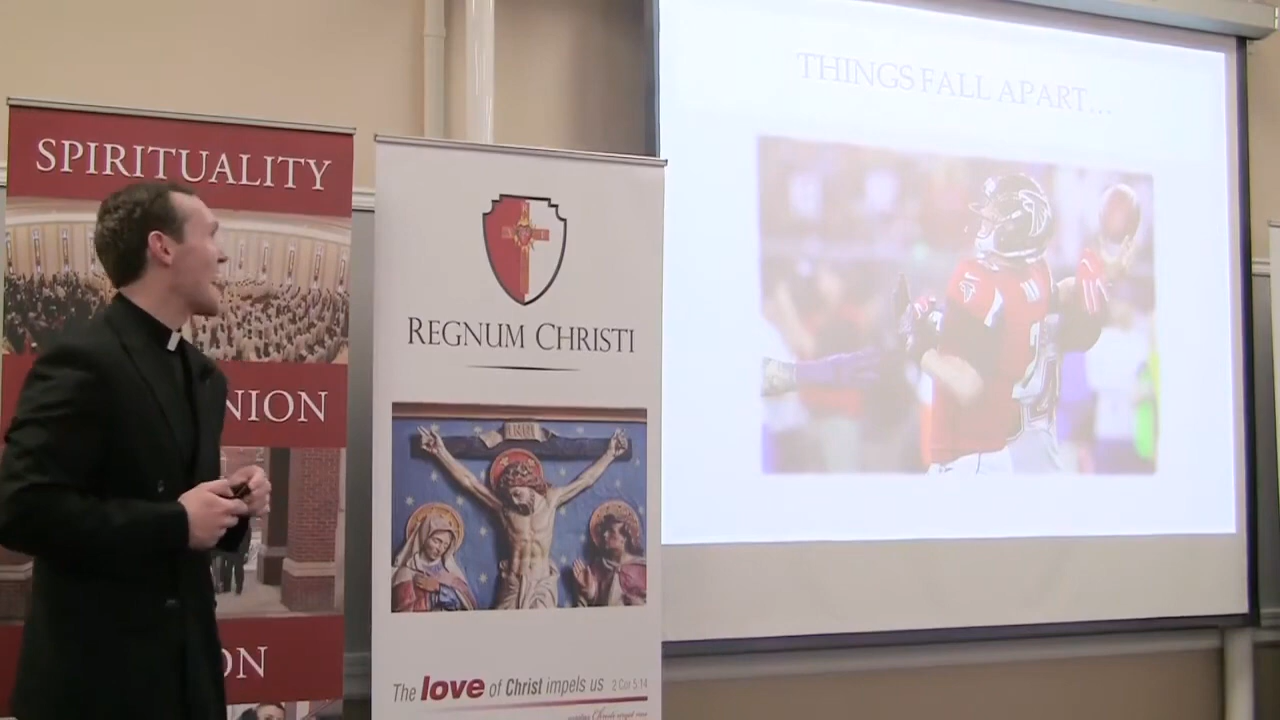 SPIRITUALITY
NION
ON
REGNUM CHRISTI
INRI
The love of Christ impels us 2 Cor 5:14
THINGS FALL APART...